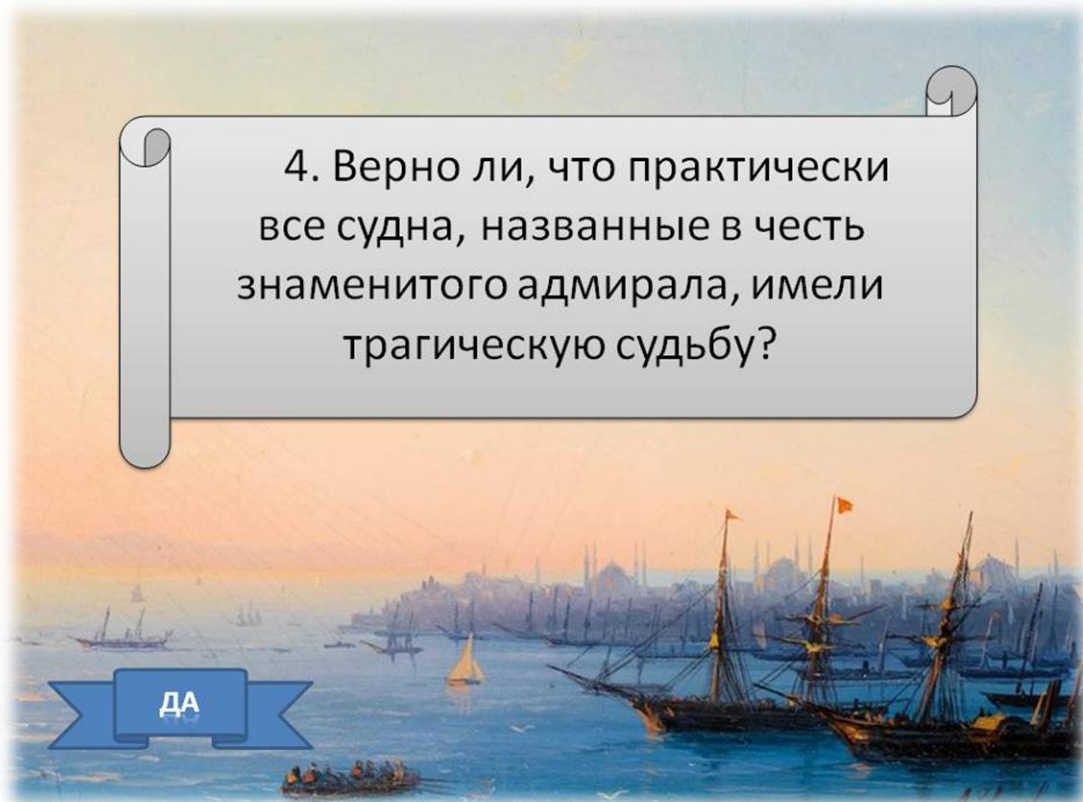 4. Верно ли, что практически
все судна, названные в честь
знаменитого адмирала, имели
трагическую судьбу?
ДА